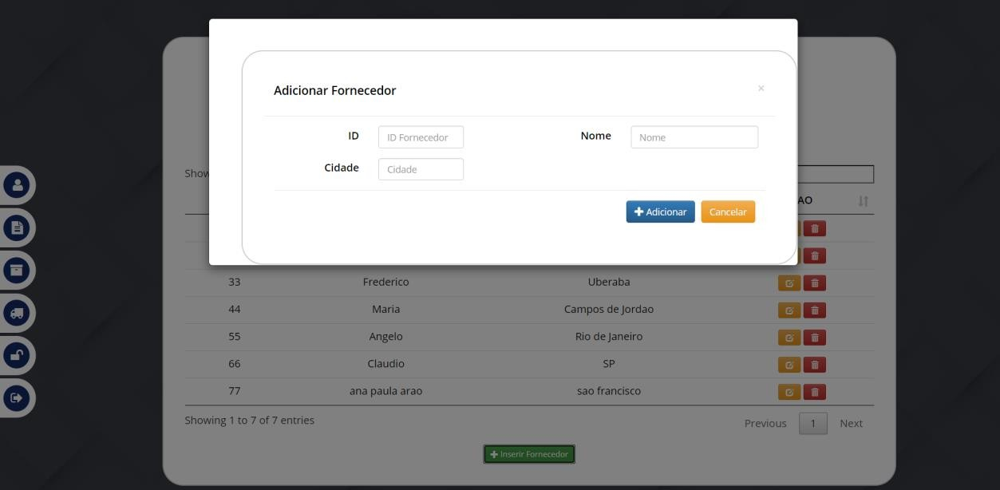 Adicionar Fornecedor ×
ID ID Fornecedor Nome Nome
Cidade Cidade
Show
AO
Adicionar Cancelar
33 Frederico Uberaba
44 Maria Campos de Jordao
55 Angelo Rio de Janeiro
66 Claudio SP
77 ana paula arao sao francisco
Showing 1 to 7 of 7 entries
Previous 1 Next
Inserir Fornecedor